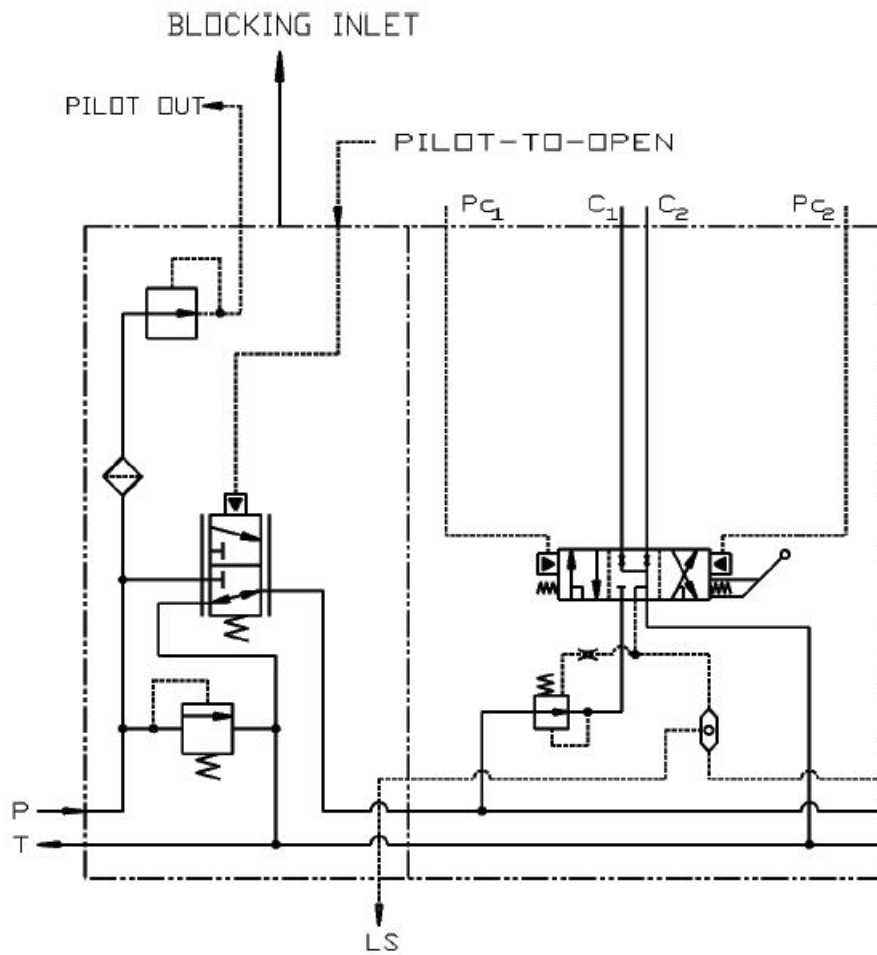 BLOCKING INLET
PILOT OUT
PILOT-TO-OPEN
Pc₁ C₁ C₂ Pc₂
P
T
LS